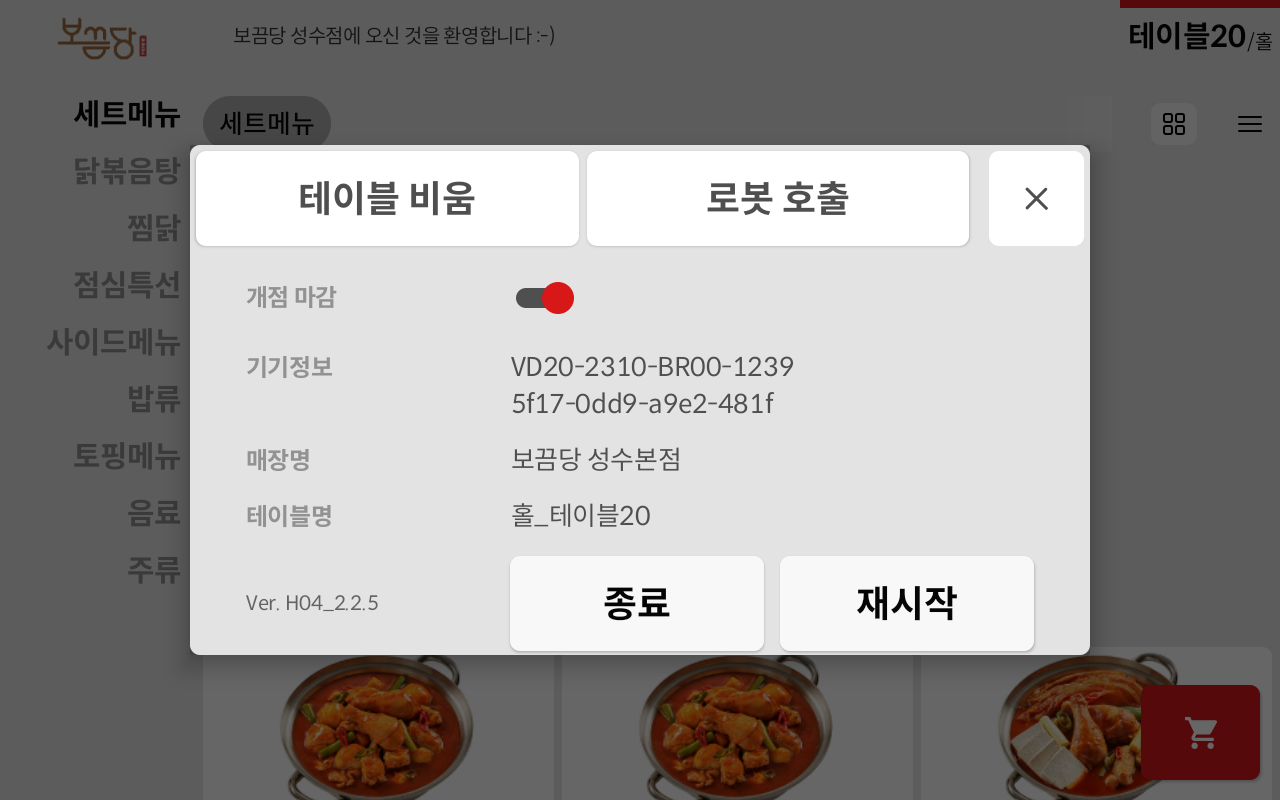 보끔당
보끔당 성수점에 오신 것을 환영합니다 :-)
테이블20/홀
세트메뉴
닭볶음탕
찜닭
점심특선
사이드메뉴
밥류
토핑메뉴
음료
주류
세트메뉴
테이블 비움
로봇 호출
개점 마감
기기정보
VD20-2310-BR00-1239
5f17-0dd9-a9e2-481f
매장명
보끔당 성수본점
테이블명
홀_테이블20
Ver. H04_2.2.5
종료
재시작